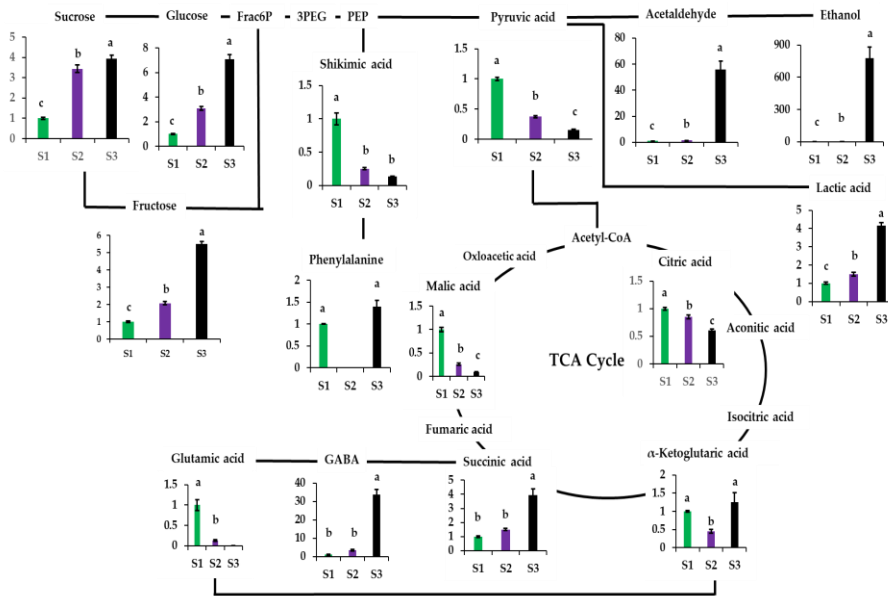 Sucrose Glucose Frac6P 3PEG PEP Pyruvic acid Acetaldehyde Ethanol
5
4
3
2
1
0
c
b
a
S1 S2 S3
8
6
4
2
0
c
b
a
S1 S2 S3
Shikimic acid
1.5
1
0.5
0
a
b
b
S1 S2 S3
1.5
1
0.5
0
a
b
c
S1 S2 S3
80
60
40
20
0
c
b
a
S1 S2 S3
900
600
300
0
c
b
a
S1 S2 S3
Lactic acid
5
4
3
2
1
0
c
b
a
S1 S2 S3
Fructose
6
5
4
3
2
1
0
c
b
a
S1 S2 S3
Phenylalanine
2
1.5
1
0.5
0
a
a
S1 S2 S3
Acetyl-CoA
Oxloacetic acid
Malic acid
1.5
1
0.5
0
a
b
c
S1 S2 S3
Citric acid
1.5
1
0.5
0
a
b
c
S1 S2 S3
Aconitic acid
TCA Cycle
Isocitric acid
Fumaric acid
Glutamic acid
1.5
1
0.5
0
a
b
S1 S2 S3
GABA
40
30
20
10
0
b
b
a
S1 S2 S3
Succinic acid
5
4
3
2
1
0
b
b
a
S1 S2 S3
α-Ketoglutaric acid
2
1.5
1
0.5
0
a
b
a
S1 S2 S3